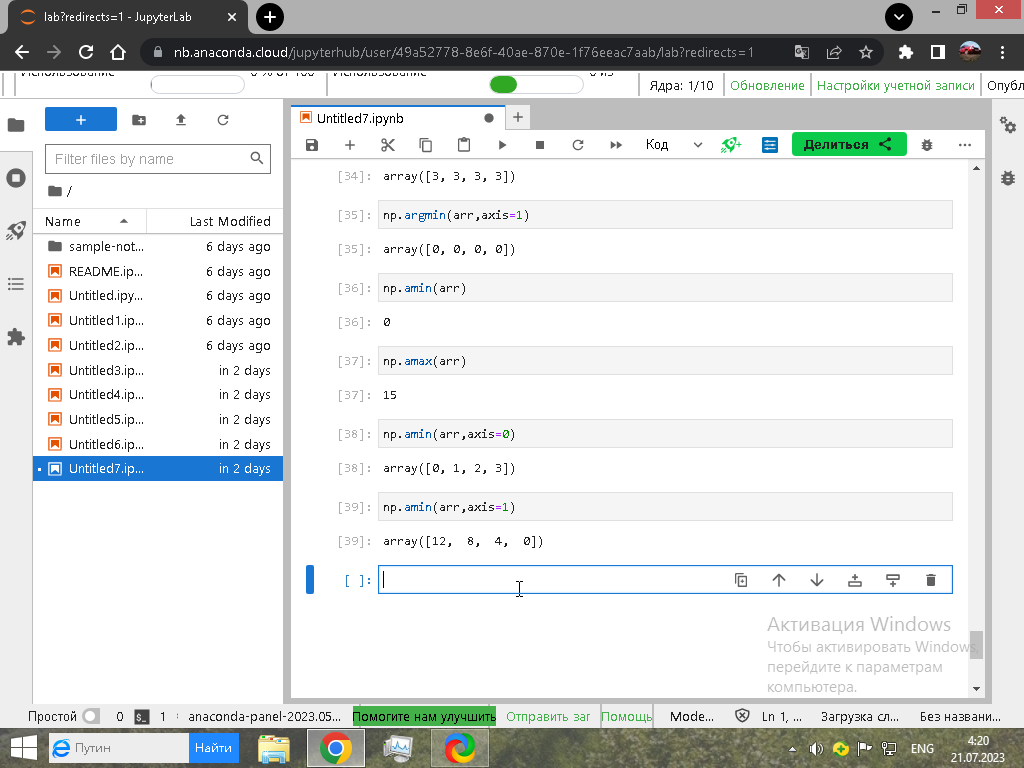 lab?redirects=1 - JupyterLab
nb.anaconda.cloud/jupyterhub/user/49a52778-8e6f-40ae-870e-1f76eeac7aab/lab?redirects=1
Использование
0 % от 100
Использование
0 из
Ядра: 1/10
Обновление
Настройки учетной записи
Опубл
Filter files by name
/
Name
Last Modified
sample-not... 6 days ago
README.ip... 6 days ago
Untitled.ipy... 6 days ago
Untitled1.ip... 6 days ago
Untitled2.ip... 6 days ago
Untitled3.ip... in 2 days
Untitled4.ip... in 2 days
Untitled5.ip... in 2 days
Untitled6.ip... in 2 days
Untitled7.ip... in 2 days
Untitled7.ipynb
Код
Делиться
[34]: array([3, 3, 3, 3])
[35]: np.argmin(arr,axis=1)
[35]: array([0, 0, 0, 0])
[36]: np.amin(arr)
[36]: 0
[37]: np.amax(arr)
[37]: 15
[38]: np.amin(arr,axis=0)
[38]: array([0, 1, 2, 3])
[39]: np.amin(arr,axis=1)
[39]: array([12,  8,  4,  0])
[ ]:
Активация Windows
Чтобы активировать Windows,
перейдите к параметрам
компьютера.
Простой
0
1
anaconda-panel-2023.05...
Помогите нам улучшить
Отправить заг
Помощь
Mode...
Ln 1, ...
Загрузка сл...
Без названи...
Путин
Найти
ENG
4:20
21.07.2023